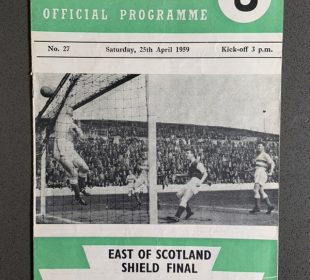 OFFICIAL PROGRAMME
No. 27 Saturday, 25th April 1959 Kick-off 3 p.m.
EAST OF SCOTLAND
SHIELD FINAL